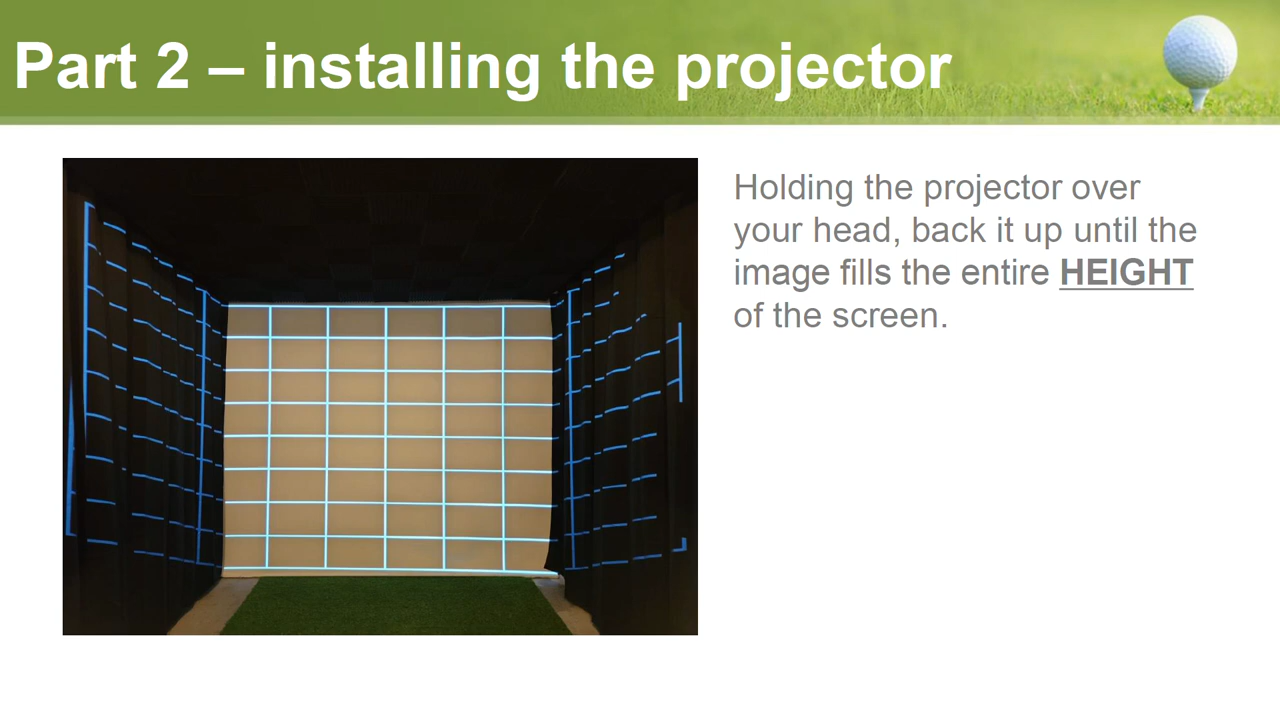 Part 2 – installing the projector
Holding the projector over
your head, back it up until the
image fills the entire HEIGHT
of the screen.